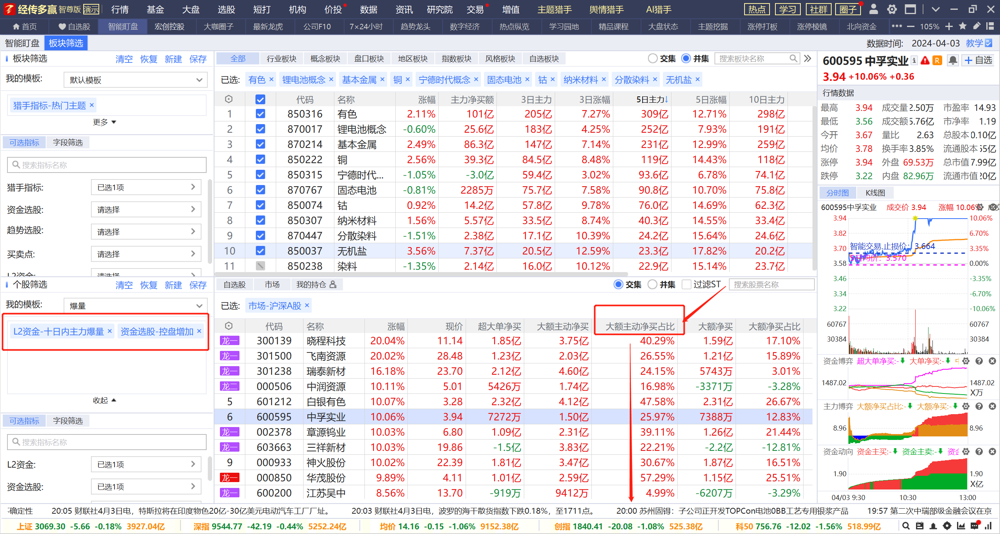 经传多赢 智尊版 演示 行情 基金 大盘 选股 短打 机构 价投 数据 资讯 研究院 交易 增值 主题猎手 舆情猎手 AI猎手 热点 学习 社群 圈子
首页 自选股 智能盯盘 宏创控股 大咖圈子 最新龙虎 公司F10 7×24小时 趋势龙头 数字经济 热点纵览 学习园地 精品课程 大盘状态 主题挖掘 涨停打板 涨停棱镜 北向资金 105%
智能盯盘 板块筛选 数据时间: 2024-04-03 教学
板块筛选 清空 恢复 新建 保存
我的模板: 默认模板
猎手指标-热门主题 ×
更多
可选指标 字段筛选
搜索指标名称
猎手指标: 已选1项
资金选股: 请选择
趋势选股: 请选择
买卖点: 请选择
L2资金: 请选择
全部 行业板块 概念板块 盘口板块 地区板块 指数板块 风格板块 自选板块 交集 并集 搜索板块名称
已选: 有色 × 锂电池概念 × 基本金属 × 铜 × 宁德时代概念 × 固态电池 × 钴 × 纳米材料 × 分散染料 × 无机盐 ×
代码 名称 涨幅 主力净买额 3日主力 3日涨幅 5日主力↓ 5日涨幅 10日主力
1 850316 有色 2.11% 101亿 205亿 7.27% 309亿 12.71% 298亿
2 870017 锂电池概念 -0.60% 25.6亿 183亿 4.25% 252亿 7.93% 191亿
3 870214 基本金属 2.49% 86.3亿 147亿 7.14% 231亿 12.99% 259亿
4 850222 铜 2.56% 39.3亿 84.5亿 8.48% 119亿 14.43% 118亿
5 850315 宁德时代... -1.05% -3.0亿 59.4亿 3.02% 93.6亿 6.78% 74.1亿
6 870767 固态电池 -0.81% 2285万 75.7亿 7.58% 90.8亿 10.70% 75.8亿
7 850074 钴 0.92% 14.2亿 57.8亿 9.78% 76.0亿 14.69% 62.3亿
8 850307 纳米材料 1.56% 5.57亿 33.5亿 8.74% 40.3亿 14.55% 33.4亿
9 870447 分散染料 -1.51% 2.38亿 17.1亿 10.39% 24.2亿 15.64% 24.6亿
10 850037 无机盐 3.56% 7.37亿 20.5亿 12.59% 23.3亿 17.82% 20.2亿
11 850238 染料 -1.35% 2.14亿 16.0亿 10.12% 22.9亿 15.14% 23.7亿
个股筛选 清空 恢复 新建 保存
我的模板: 爆量
L2资金-十日内主力爆量 × 资金选股-控盘增加 ×
收起
可选指标 字段筛选
搜索指标名称
L2资金: 已选1项
资金选股: 已选1项
自选股 市场 我的持仓 交集 并集 过滤ST 搜索股票名称
已选: 市场-沪深A股 ×
代码 名称 涨幅 现价 超大单净买 大额主动净买 大额主动净买占比 大额净买 大额净买占比
龙一 300139 晓程科技 20.04% 11.14 1.85亿 3.75亿 40.29% 1.59亿 17.10%
龙一 301500 飞南资源 20.02% 28.48 1.23亿 2.03亿 26.55% 1.21亿 15.89%
龙一 301238 瑞泰新材 16.18% 23.70 2.12亿 4.60亿 24.15% 5743万 3.01%
龙二 000506 中润资源 10.11% 5.01 5426万 1.74亿 16.98% -3371万 -3.28%
5 601212 白银有色 10.07% 3.28 2.32亿 4.12亿 47.58% 2.31亿 26.67%
6 600595 中孚实业 10.06% 3.94 7272万 1.50亿 25.97% 7388万 12.83%
龙一 002378 章源钨业 10.03% 6.80 1.09亿 2.31亿 39.11% 1.26亿 21.44%
龙一 603663 三祥新材 10.03% 19.86 -1.5亿 3.83亿 22.21% -2.2亿 -12.81%
9 000933 神火股份 10.02% 22.39 1.81亿 3.47亿 30.67% 1.87亿 16.51%
龙一 000850 华茂股份 9.89% 4.11 1.01亿 2.59亿 57.29% 1.15亿 25.51%
龙一 600200 江苏吴中 8.56% 13.70 -919万 9412万 4.99% -6207万 -3.29%
600595 中孚实业 i R + 自选
3.94 +10.06% +0.36
行情数据
最高 3.94 成交量 2.50万 市盈率 14.93
最低 3.56 成交额 5.76亿 市净率 1.19
今开 3.67 量比 2.63 总股本 0.10亿
均价 3.78 换手率 3.85% 流通股本 55亿
涨停 3.94 外盘 69.53万 总市值 7.99亿
跌停 3.22 内盘 82.96万 流通市值 20亿
分时图 K线图
600595中孚实业 成交价 3.94 涨幅 10.06%
3.94 10.06%
3.82 6.70%
3.70 智能交易.止损价: 3.664 3.35%
5日均价: 3.570
3.58 0.00%
3.46 -3.35%
3.34 -6.70%
3.22 -10.06%
60767 60767
30384 30384
资金博弈 超大单净买:- 大单净买:-
1487.02 1487.02
X万
主力博弈 大额净买占比:- 大额净买:-
8.96 8.96
资金动向 资金主买:- 资金主卖:-
1.90 1.90
X亿
04/03 9:30 10:30 13:00
确定性 20:05 财联社4月3日电，特斯拉将在印度物色20亿-30亿美元电动汽车工厂厂址。 20:03 财联社4月3日电，波罗的海干散货指数下跌0.18%，至1711点。 20:00 苏州固锝：子公司正开发TOPCon电池0BB工艺专用银浆产品 19:57 第二次中瑞部级金融会议在京
上证 3069.30 -5.66 -0.18% 3927.04亿 深指 9544.77 -42.19 -0.44% 5252.24亿 均价 14.16 -0.15 -1.06% 9152.38亿 创指 1840.41 -20.08 -1.08% 525.38亿 科50 756.76 -12.02 -1.56% 518.99亿